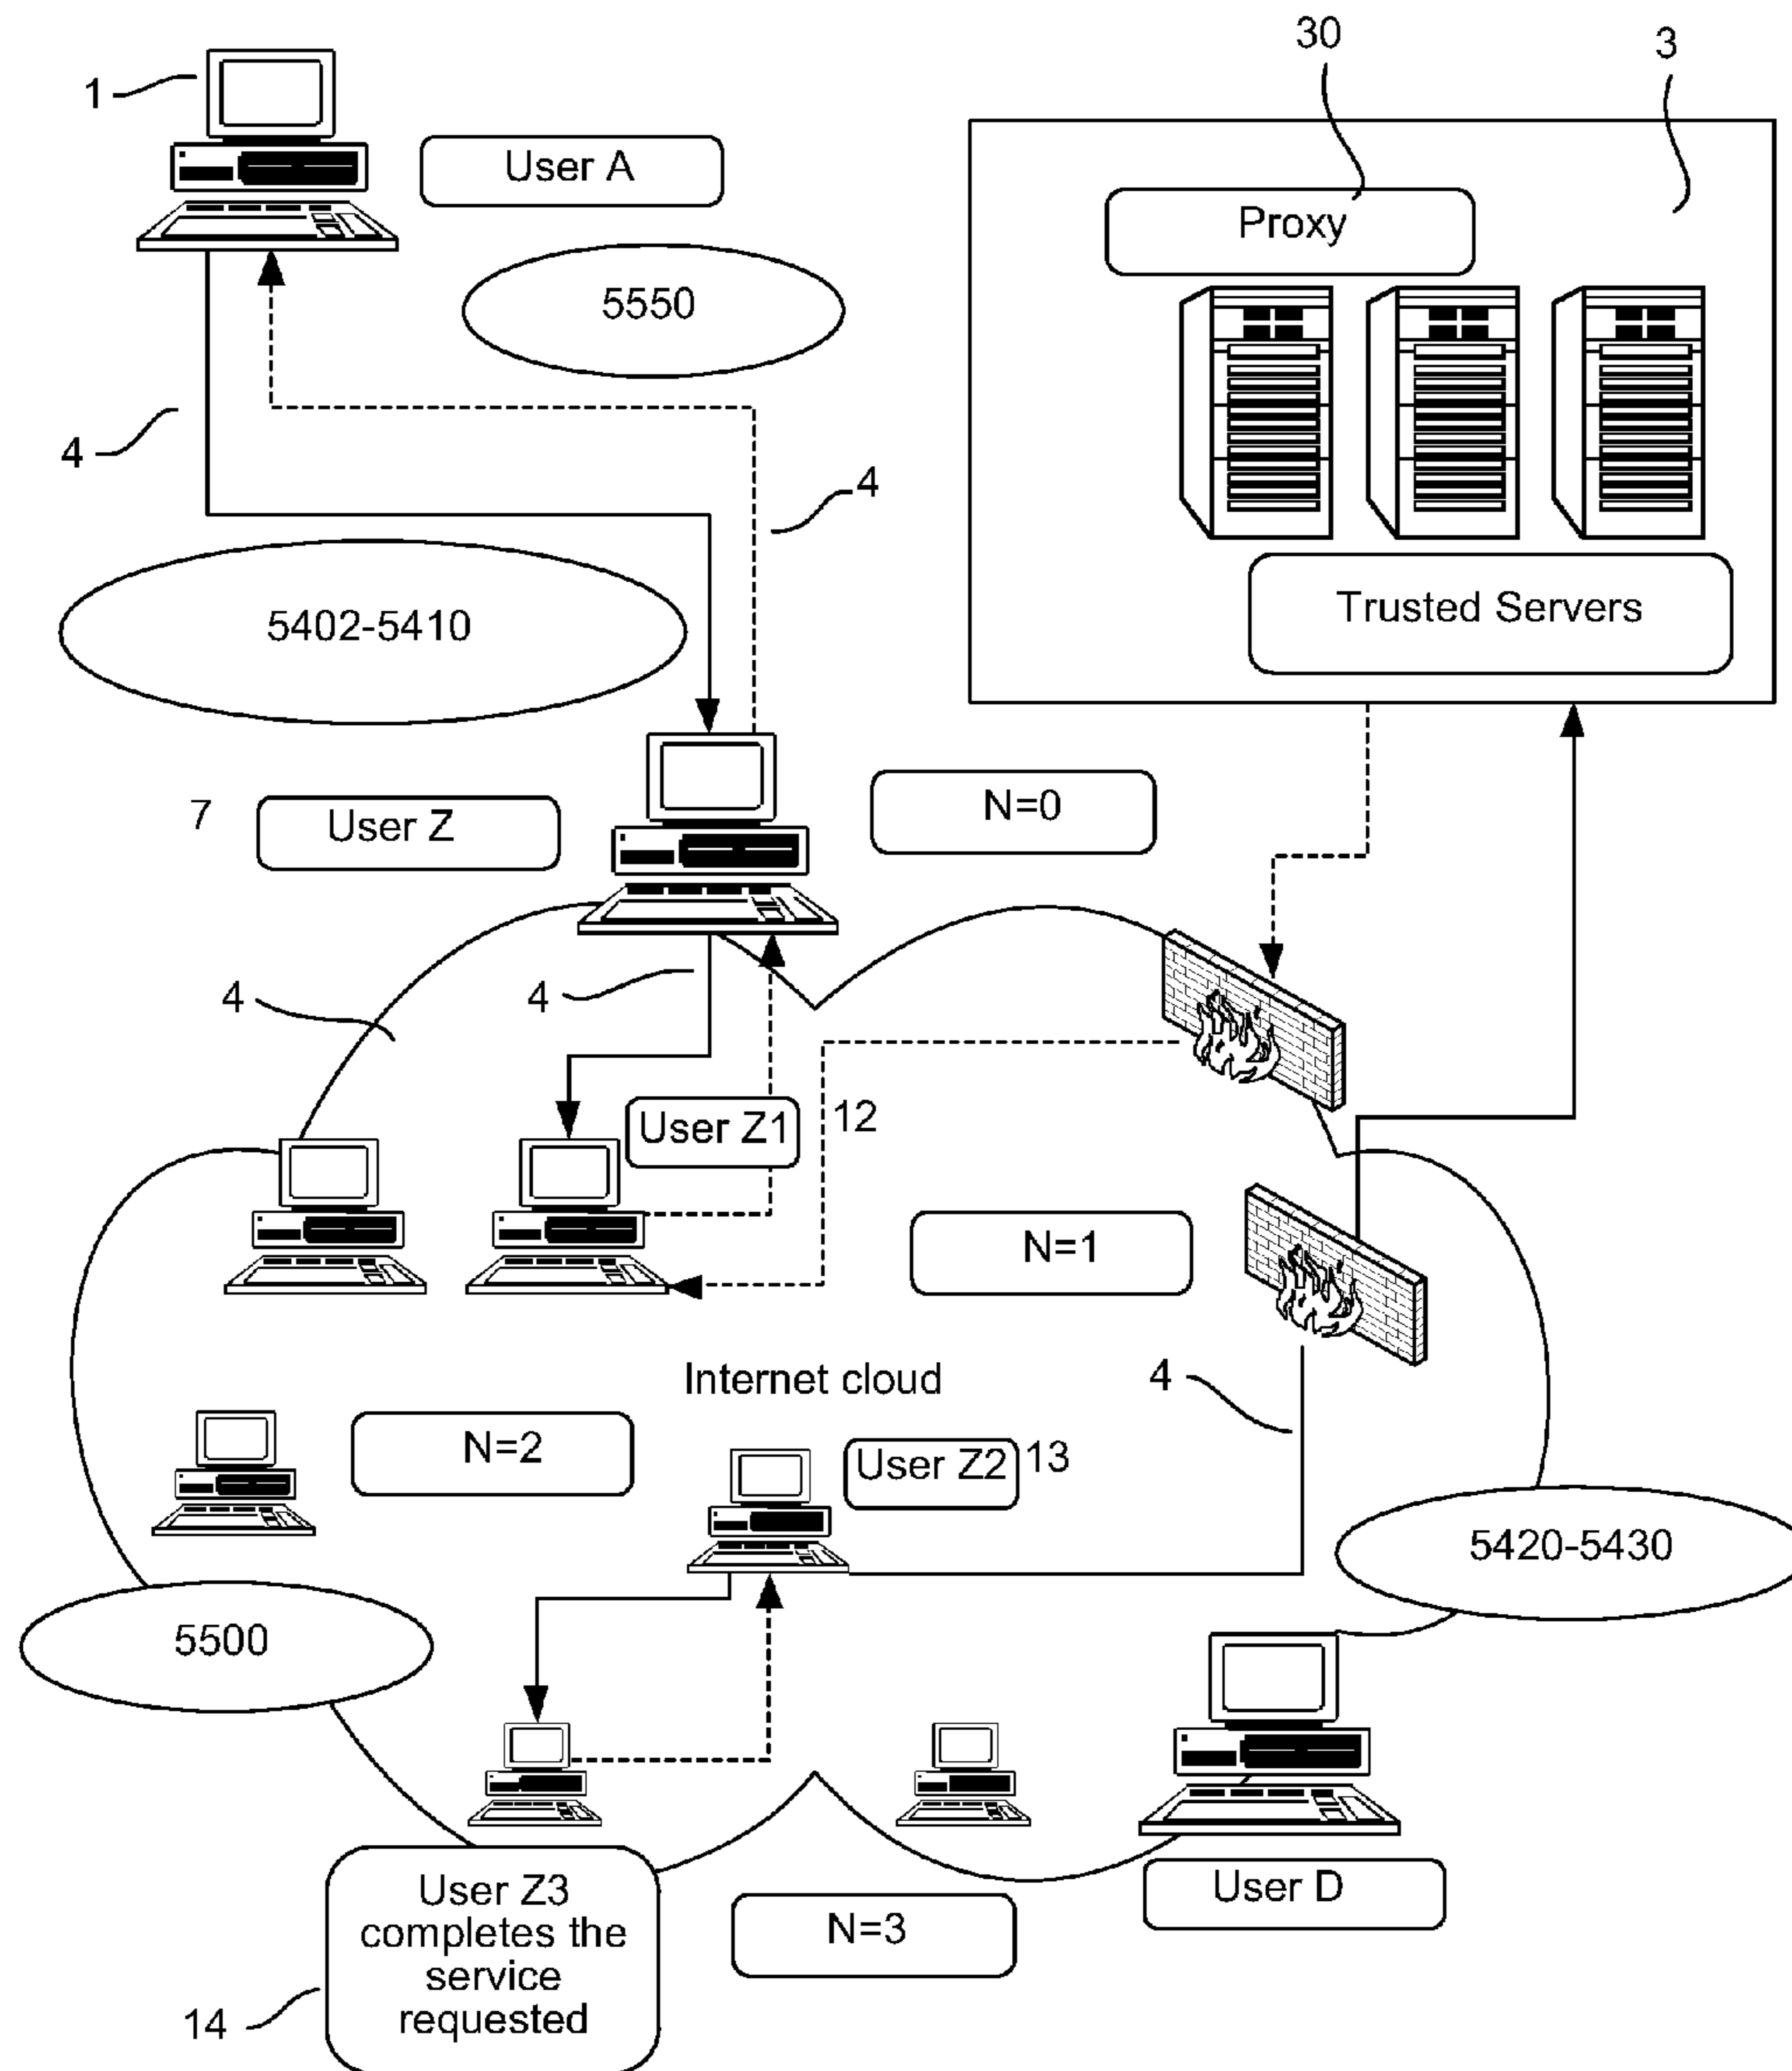 30
3
1
User A
Proxy
5550
4
4
5402-5410
Trusted Servers
7
User Z
N=0
4
4
User Z1
12
N=1
Internet cloud
4
N=2
User Z2
13
5420-5430
5500
User Z3
completes the
service
requested
User D
N=3
14